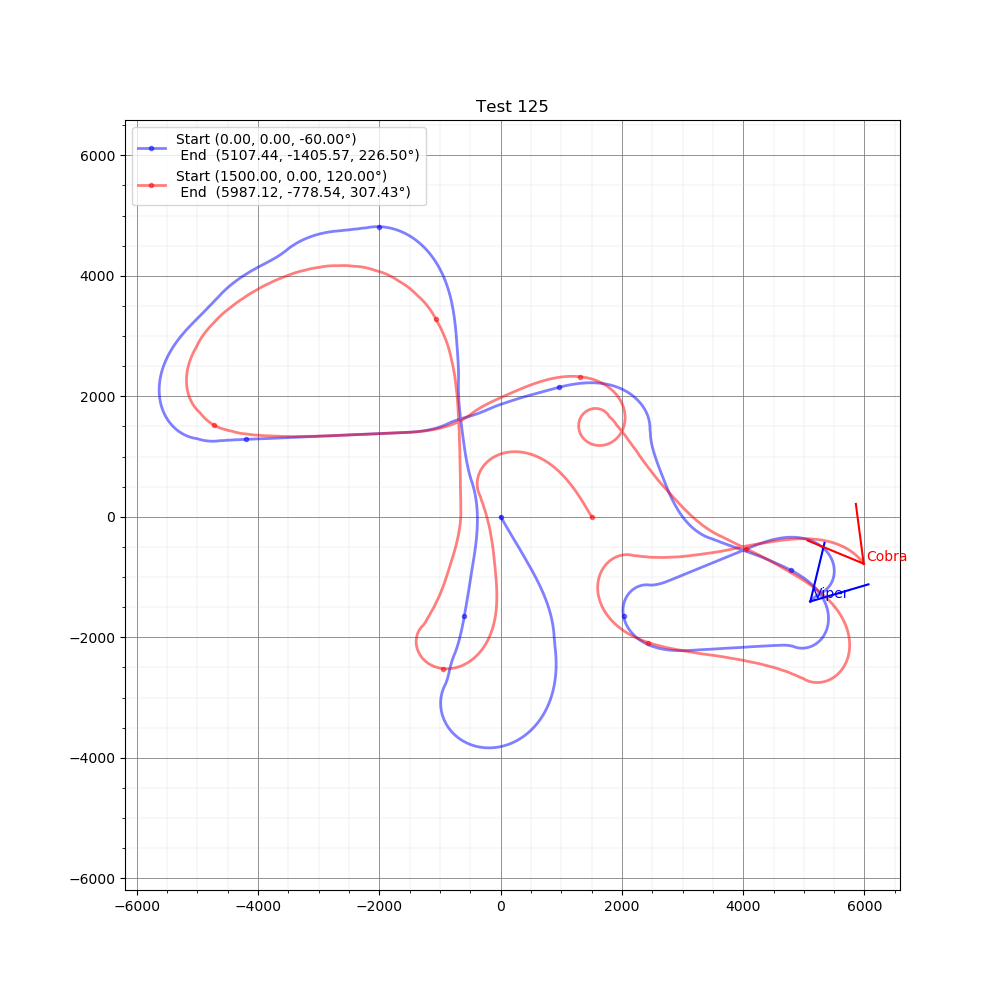 Test 125
Start (0.00, 0.00, -60.00°)
End (5107.44, -1405.57, 226.50°)
Start (1500.00, 0.00, 120.00°)
End (5987.12, -778.54, 307.43°)
6000
4000
2000
0
−2000
−4000
−6000
Cobra
Viper
−6000 −4000 −2000 0 2000 4000 6000